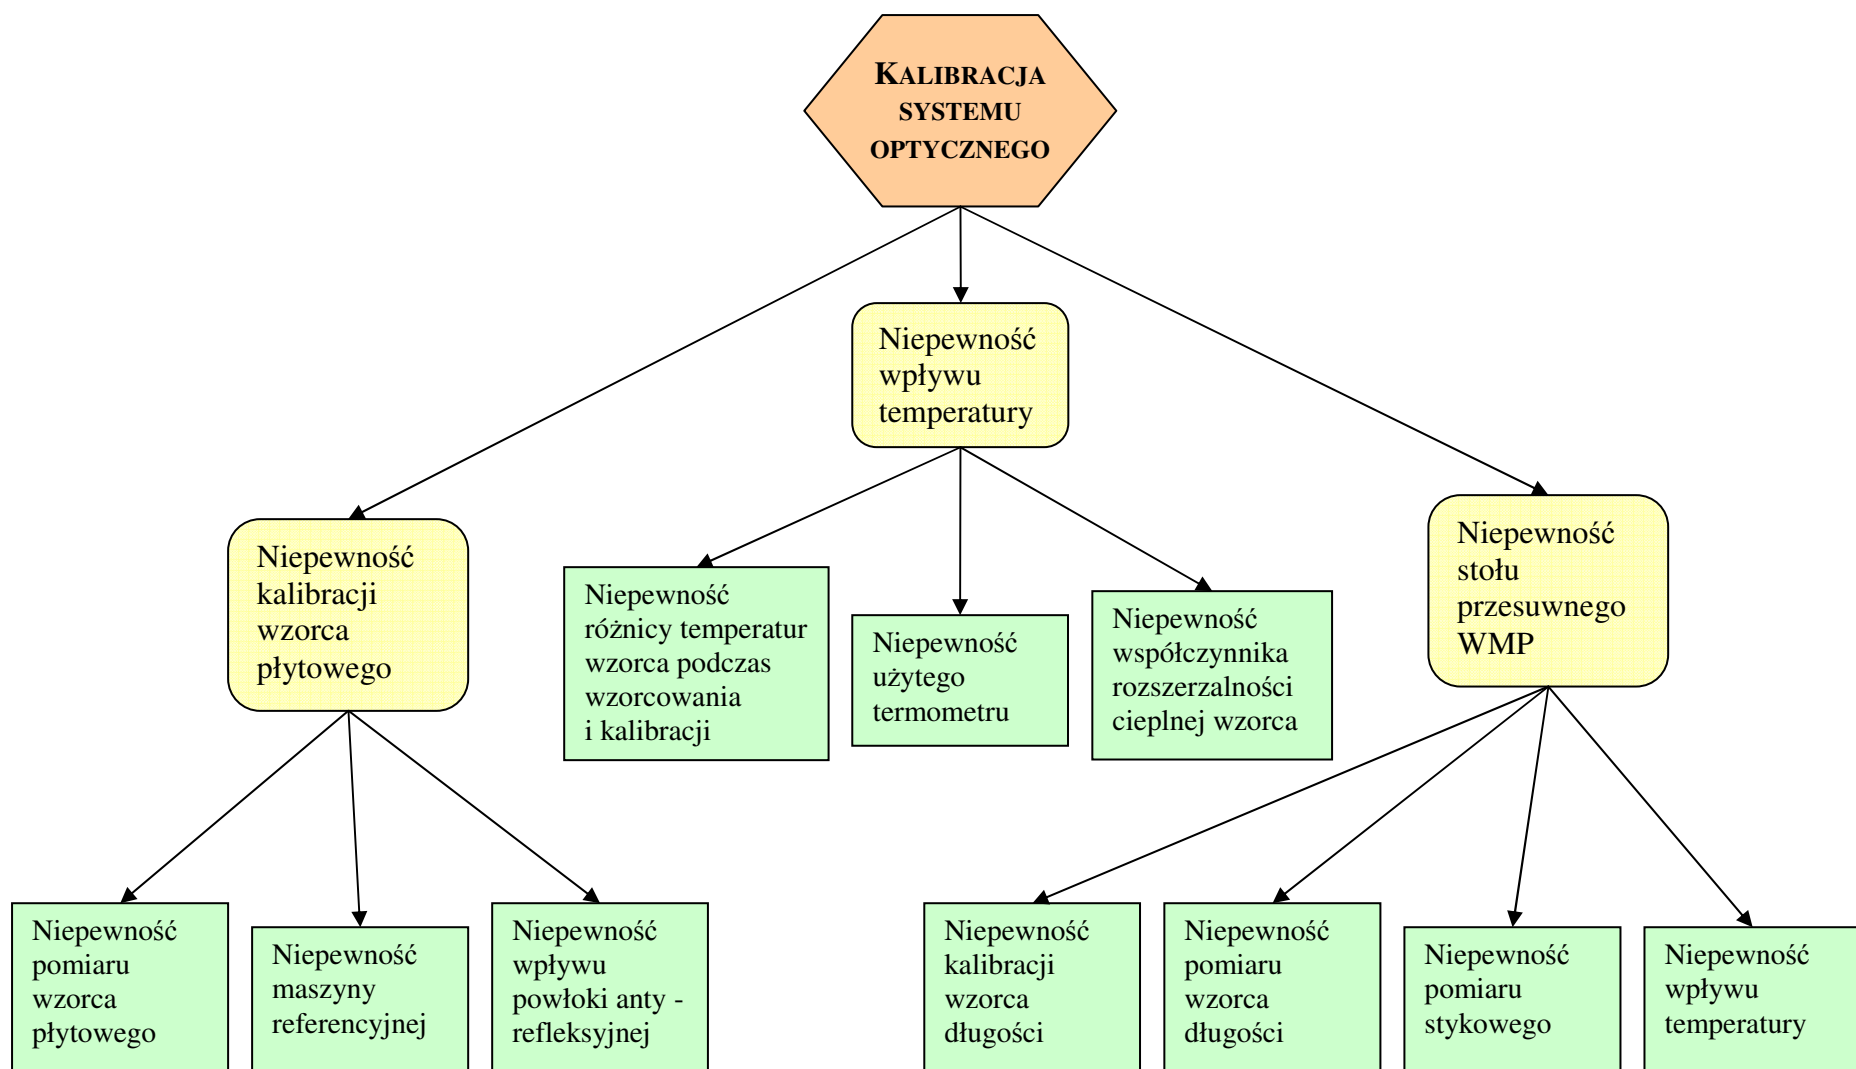 KALIBRACJA
SYSTEMU
OPTYCZNEGO
Niepewność
wpływu
temperatury
Niepewność
kalibracji
wzorca
płytowego
Niepewność
różnicy temperatur
wzorca podczas
wzorcowania
i kalibracji
Niepewność
użytego
termometru
Niepewność
współczynnika
rozszerzalności
cieplnej wzorca
Niepewność
stołu
przesuwnego
WMP
Niepewność
pomiaru
wzorca
płytowego
Niepewność
maszyny
referencyjnej
Niepewność
wpływu
powłoki anty -
refleksyjnej
Niepewność
kalibracji
wzorca
długości
Niepewność
pomiaru
wzorca
długości
Niepewność
pomiaru
stykowego
Niepewność
wpływu
temperatury